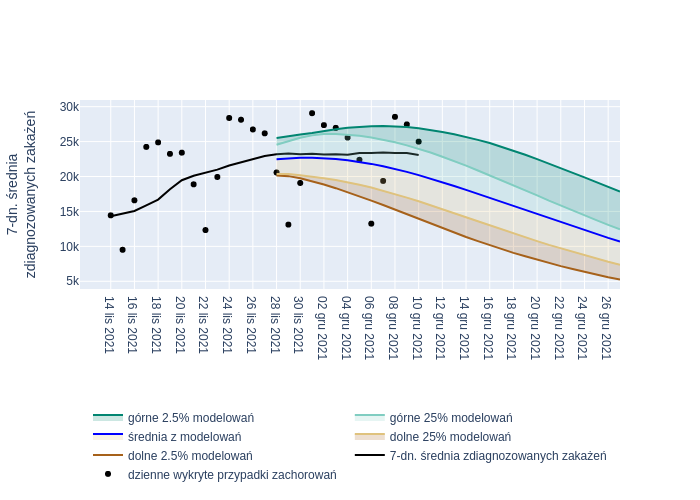 7-dn. średnia
zdiagnozowanych zakażeń
30k
25k
20k
15k
10k
5k
14 lis 2021
16 lis 2021
18 lis 2021
20 lis 2021
22 lis 2021
24 lis 2021
26 lis 2021
28 lis 2021
30 lis 2021
02 gru 2021
04 gru 2021
06 gru 2021
08 gru 2021
10 gru 2021
12 gru 2021
14 gru 2021
16 gru 2021
18 gru 2021
20 gru 2021
22 gru 2021
24 gru 2021
26 gru 2021
górne 2.5% modelowań
górne 25% modelowań
średnia z modelowań
dolne 25% modelowań
dolne 2.5% modelowań
7-dn. średnia zdiagnozowanych zakażeń
dzienne wykryte przypadki zachorowań